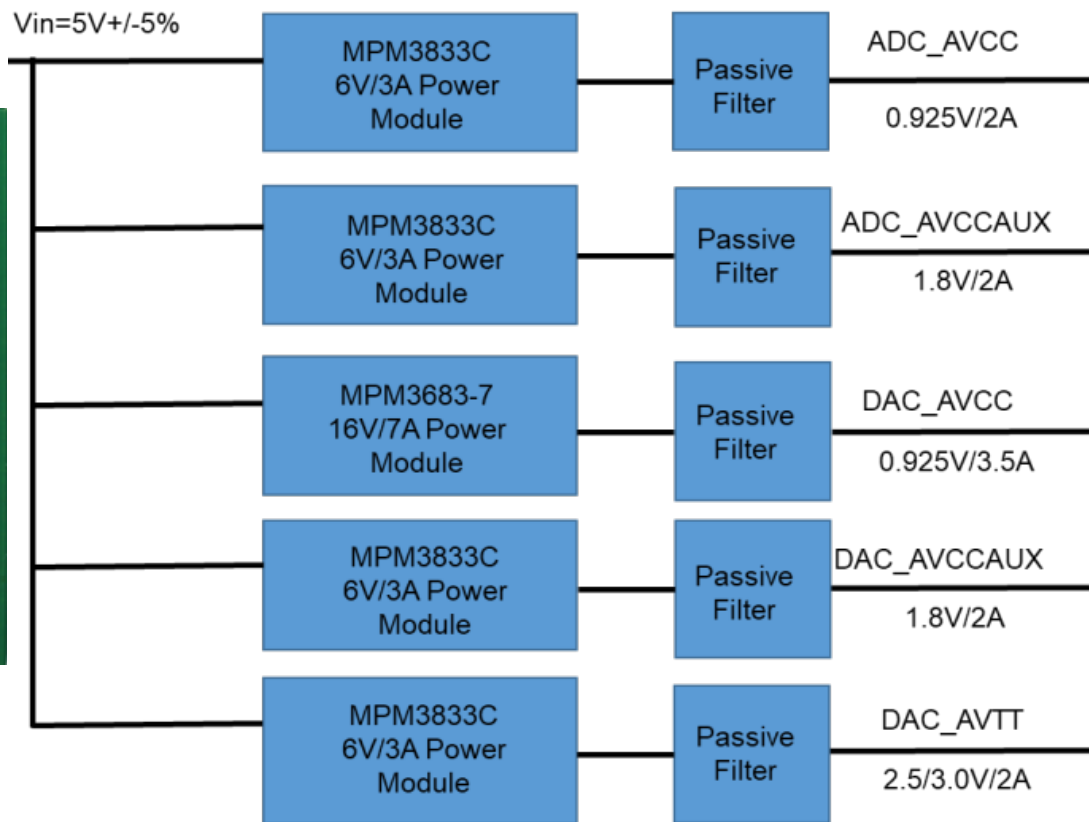 Vin=5V+/-5%
MPM3833C
6V/3A Power
Module
Passive
Filter
ADC_AVCC
0.925V/2A
MPM3833C
6V/3A Power
Module
Passive
Filter
ADC_AVCCAUX
1.8V/2A
MPM3683-7
16V/7A Power
Module
Passive
Filter
DAC_AVCC
0.925V/3.5A
MPM3833C
6V/3A Power
Module
Passive
Filter
DAC_AVCCAUX
1.8V/2A
MPM3833C
6V/3A Power
Module
Passive
Filter
DAC_AVTT
2.5/3.0V/2A